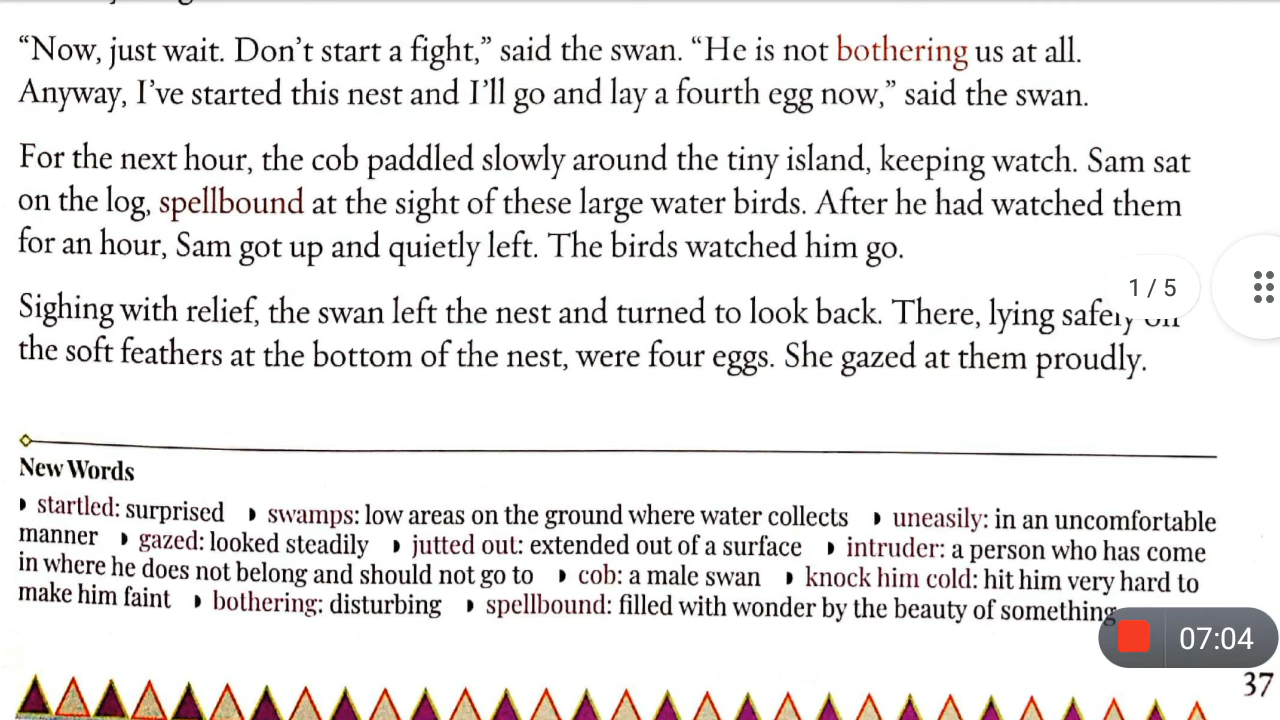 “Now, just wait. Don’t start a fight,” said the swan. “He is not bothering us at all.
Anyway, I’ve started this nest and I’ll go and lay a fourth egg now,” said the swan.
For the next hour, the cob paddled slowly around the tiny island, keeping watch. Sam sat
on the log, spellbound at the sight of these large water birds. After he had watched them
for an hour, Sam got up and quietly left. The birds watched him go.
1 / 5
Sighing with relief, the swan left the nest and turned to look back. There, lying safely on
the soft feathers at the bottom of the nest, were four eggs. She gazed at them proudly.
New Words
startled: surprised swamps: low areas on the ground where water collects uneasily: in an uncomfortable
manner gazed: looked steadily jutted out: extended out of a surface intruder: a person who has come
in where he does not belong and should not go to cob: a male swan knock him cold: hit him very hard to
make him faint bothering: disturbing spellbound: filled with wonder by the beauty of something
07:04
37